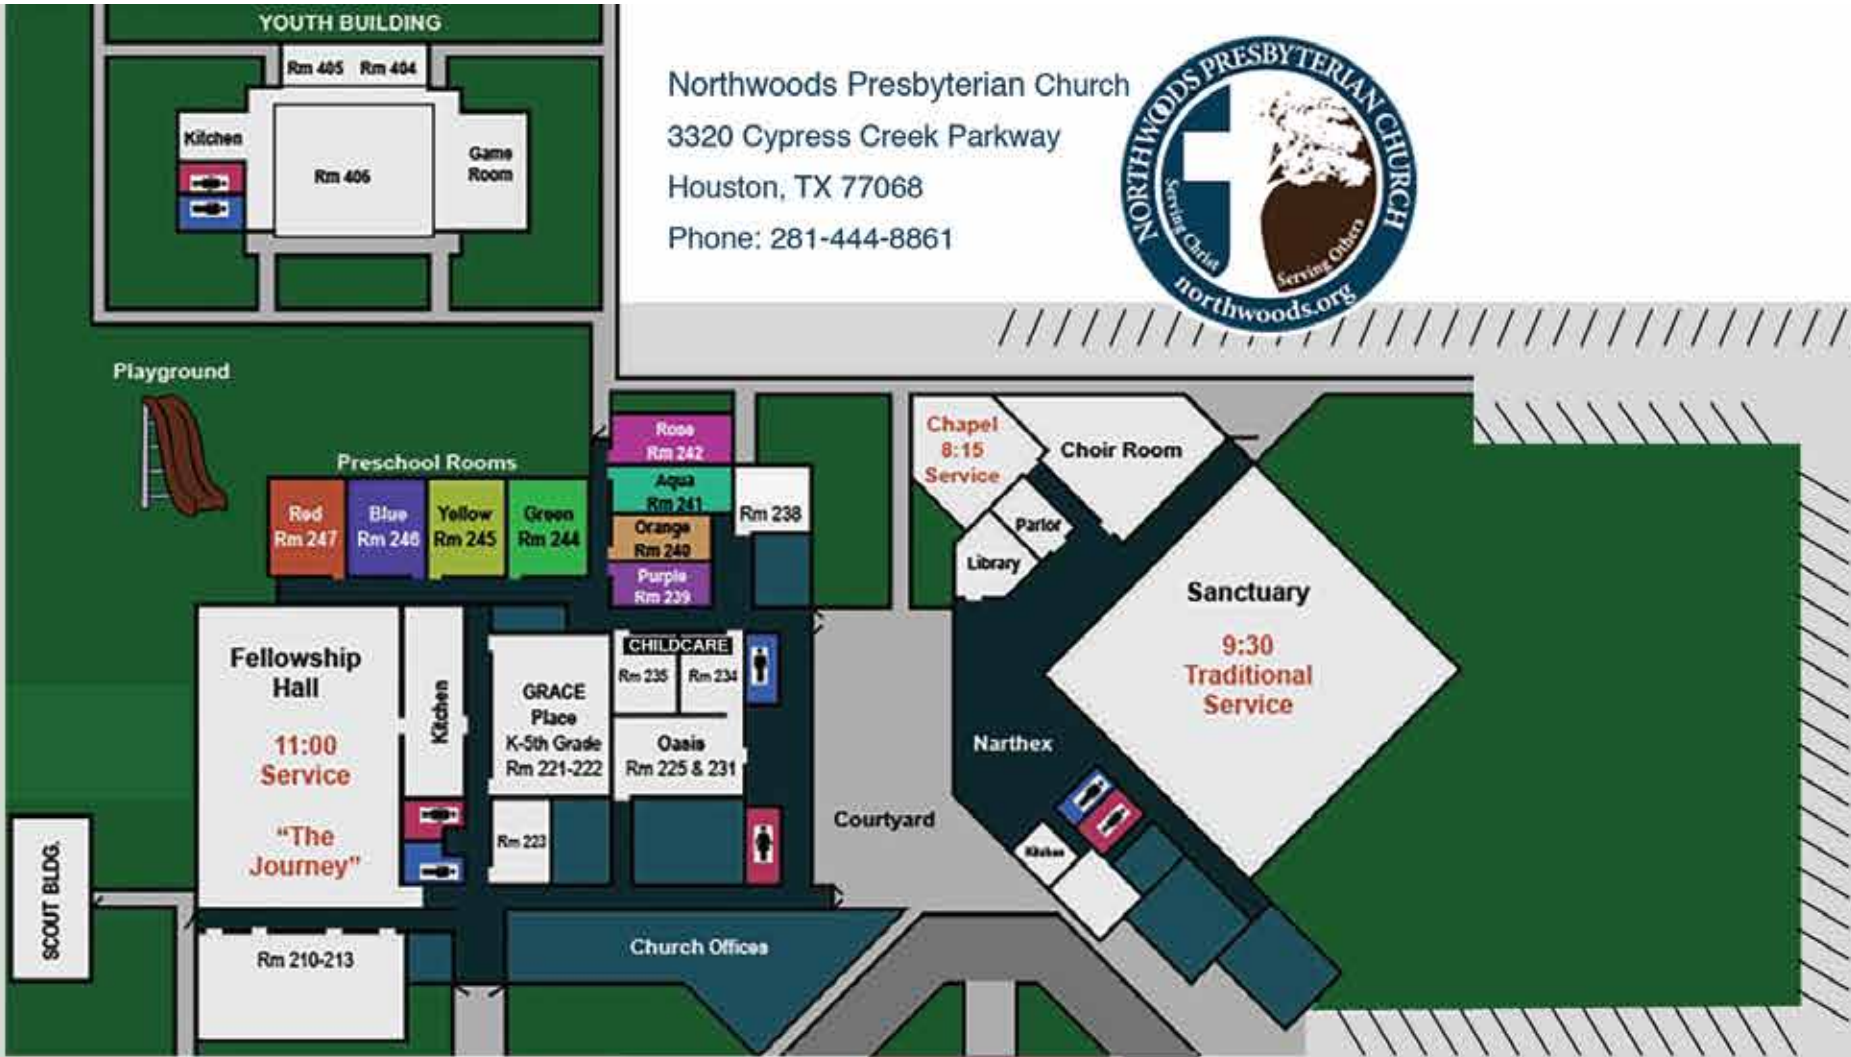 YOUTH BUILDING
Rm 405 Rm 404
Kitchen
Rm 406
Game
Room
Northwoods Presbyterian Church
3320 Cypress Creek Parkway
Houston, TX 77068
Phone: 281-444-8861
NORTHWOODS PRESBYTERIAN CHURCH
Serving Christ
Serving Others
northwoods.org
Playground
Preschool Rooms
Red
Rm 247
Blue
Rm 246
Yellow
Rm 245
Green
Rm 244
Rose
Rm 242
Aqua
Rm 241
Orange
Rm 240
Purple
Rm 239
Rm 238
Chapel
8:15
Service
Choir Room
Parlor
Library
Sanctuary
9:30
Traditional
Service
Narthex
Kitchen
Courtyard
Fellowship
Hall
11:00
Service
“The
Journey”
Kitchen
GRACE
Place
K-5th Grade
Rm 221-222
CHILDCARE
Rm 235
Rm 234
Oasis
Rm 225 & 231
Rm 223
SCOUT BLDG.
Rm 210-213
Church Offices